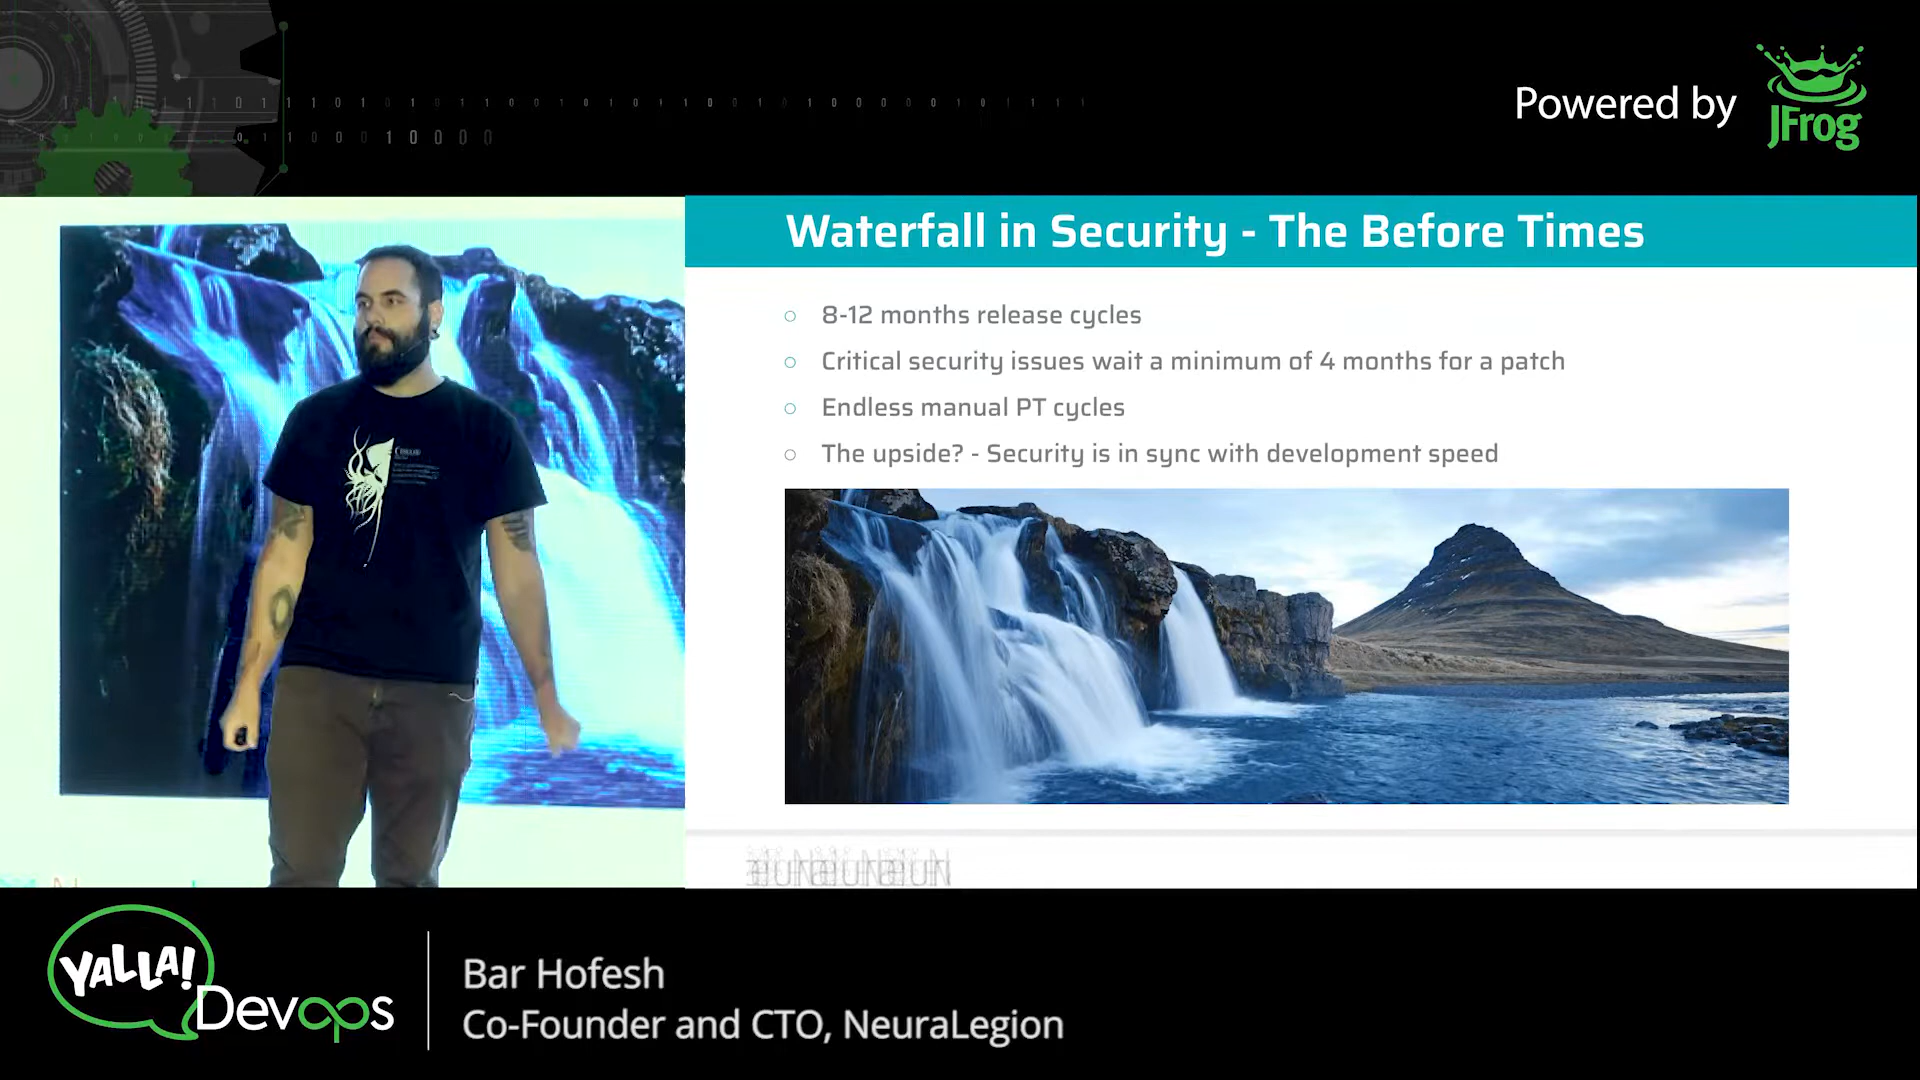 Powered by
JFrog
Waterfall in Security - The Before Times
8-12 months release cycles
Critical security issues wait a minimum of 4 months for a patch
Endless manual PT cycles
The upside? - Security is in sync with development speed
YALLA!
Devops
Bar Hofesh
Co-Founder and CTO, NeuraLegion